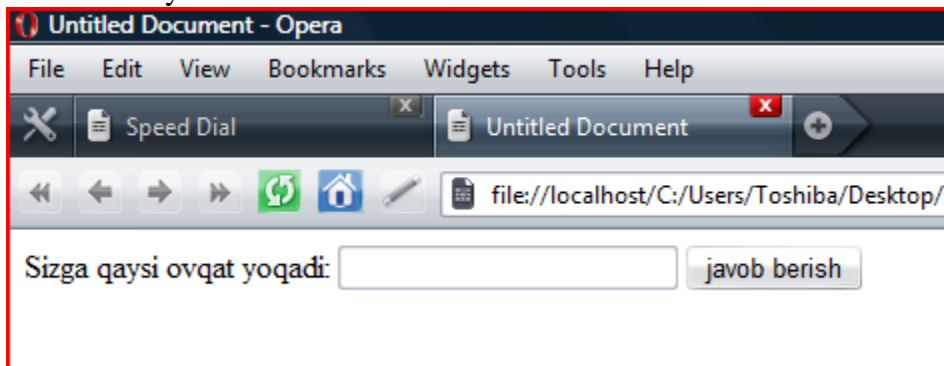 Untitled Document - Opera
File Edit View Bookmarks Widgets Tools Help
Speed Dial Untitled Document
file://localhost/C:/Users/Toshiba/Desktop/
Sizga qaysi ovqat yoqadi: javob berish